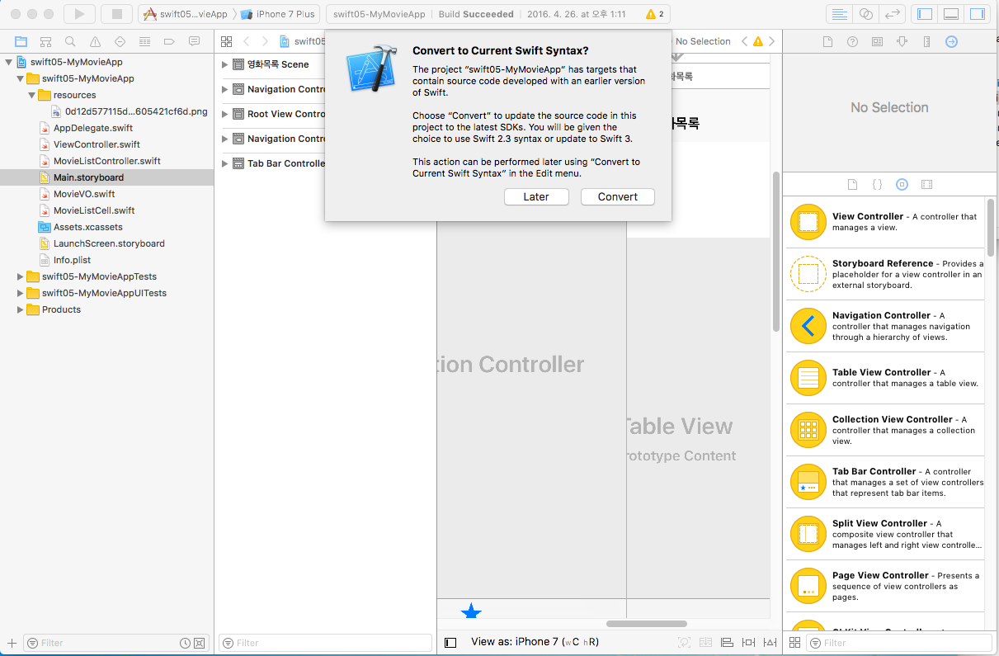 swift05...vieApp
iPhone 7 Plus
swift05-MyMovieApp
Build Succeeded
2016. 4. 26. at 오후 1:11
2
swift05
No Selection
swift05-MyMovieApp
swift05-MyMovieApp
resources
0d12d577115d...605421cf6d.png
AppDelegate.swift
ViewController.swift
MovieListController.swift
Main.storyboard
MovieVO.swift
MovieListCell.swift
Assets.xcassets
LaunchScreen.storyboard
Info.plist
swift05-MyMovieAppTests
swift05-MyMovieAppUITests
Products
Filter
영화목록 Scene
Navigation Contro
Root View Contro
Navigation Contro
Tab Bar Controlle
Filter
Convert to Current Swift Syntax?
The project “swift05-MyMovieApp” has targets that
contain source code developed with an earlier version
of Swift.
Choose “Convert” to update the source code in this
project to the latest SDKs. You will be given the
choice to use Swift 2.3 syntax or update to Swift 3.
This action can be performed later using “Convert to
Current Swift Syntax” in the Edit menu.
Later
Convert
목록
목록
tion Controller
Table View
rototype Content
View as: iPhone 7 (wC hR)
No Selection
View Controller - A controller that
manages a view.
Storyboard Reference - Provides a
placeholder for a view controller in an
external storyboard.
Navigation Controller - A
controller that manages navigation
through a hierarchy of views.
Table View Controller - A
controller that manages a table view.
Collection View Controller - A
controller that manages a collection
view.
Tab Bar Controller - A controller
that manages a set of view controllers
that represent tab bar items.
Split View Controller - A
composite view controller that
manages left and right view controlle...
Page View Controller - Presents a
sequence of view controllers as
pages.
Filter